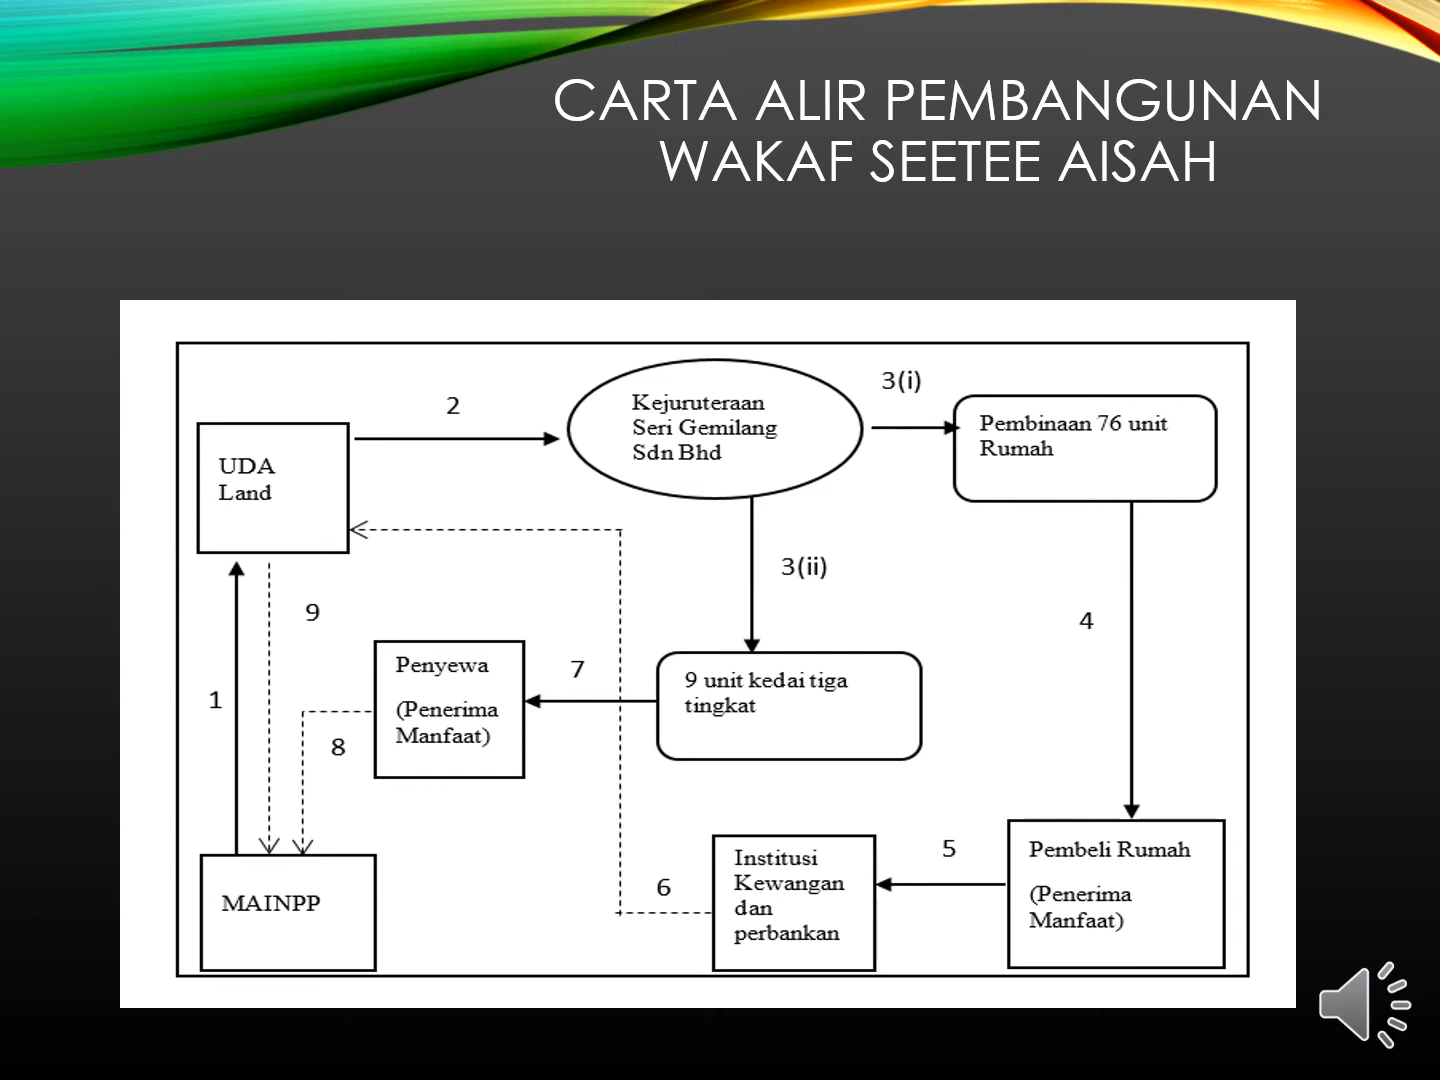 CARTA ALIR PEMBANGUNAN
WAKAF SEETEE AISAH
2
3(i)
Kejuruteraan
Seri Gemilang
Sdn Bhd
Pembinaan 76 unit
Rumah
UDA
Land
3(ii)
4
9
1
Penyewa
(Penerima
Manfaat)
7
9 unit kedai tiga
tingkat
8
6
Institusi
Kewangan
dan
perbankan
5
Pembeli Rumah
(Penerima
Manfaat)
MAINPP